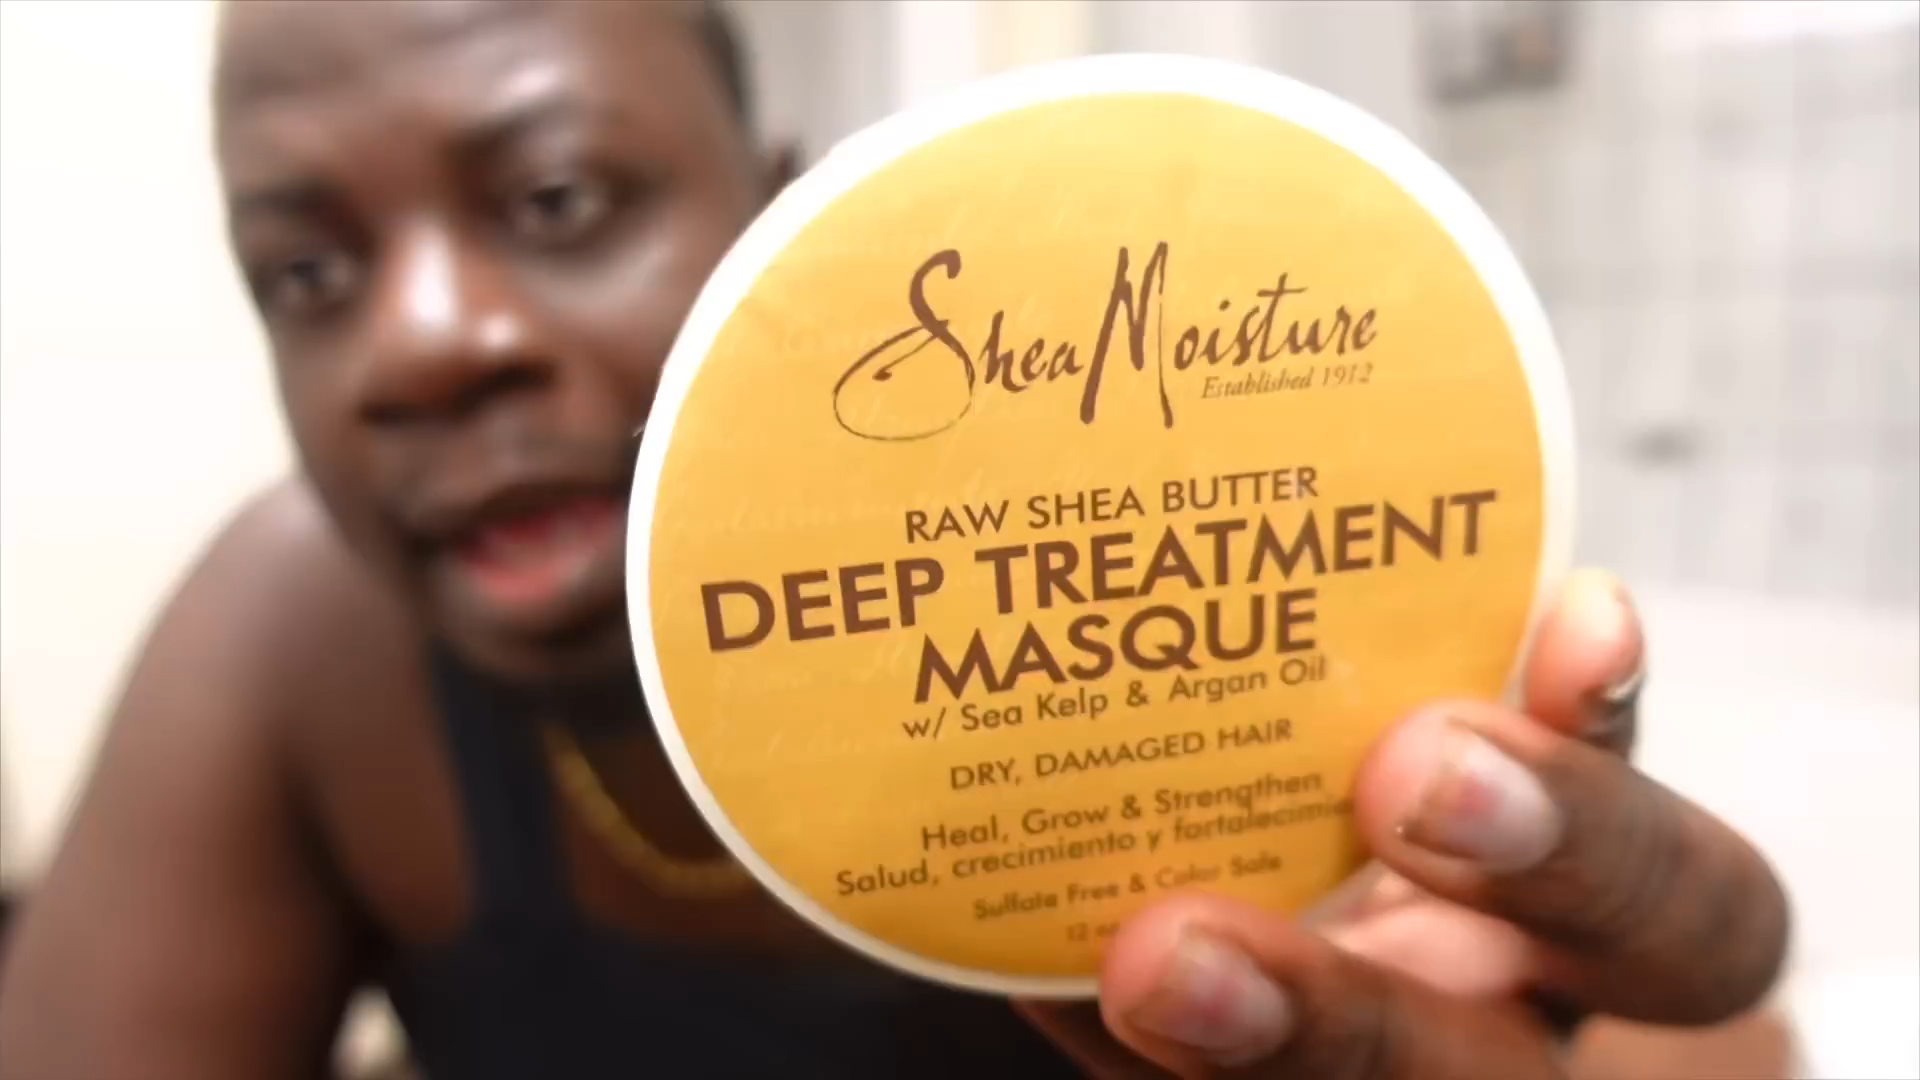 SheaMoisture
Established 1912
RAW SHEA BUTTER
DEEP TREATMENT
MASQUE
w/ Sea Kelp & Argan Oil
DRY, DAMAGED HAIR
Heal, Grow & Strengthen
Salud, crecimiento y
Sulfate Free & Color Safe
12